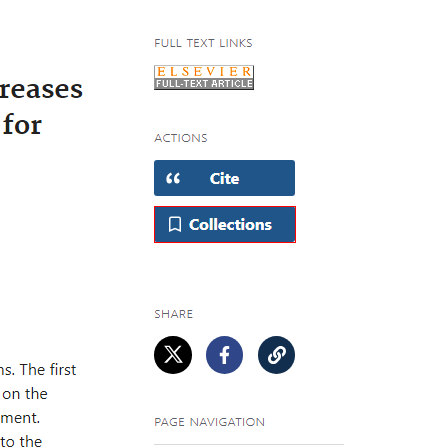 reases
for
ns. The first
on the
ment.
to the
FULL TEXT LINKS
ELSEVIER
FULL-TEXT ARTICLE
ACTIONS
Cite
Collections
SHARE
PAGE NAVIGATION